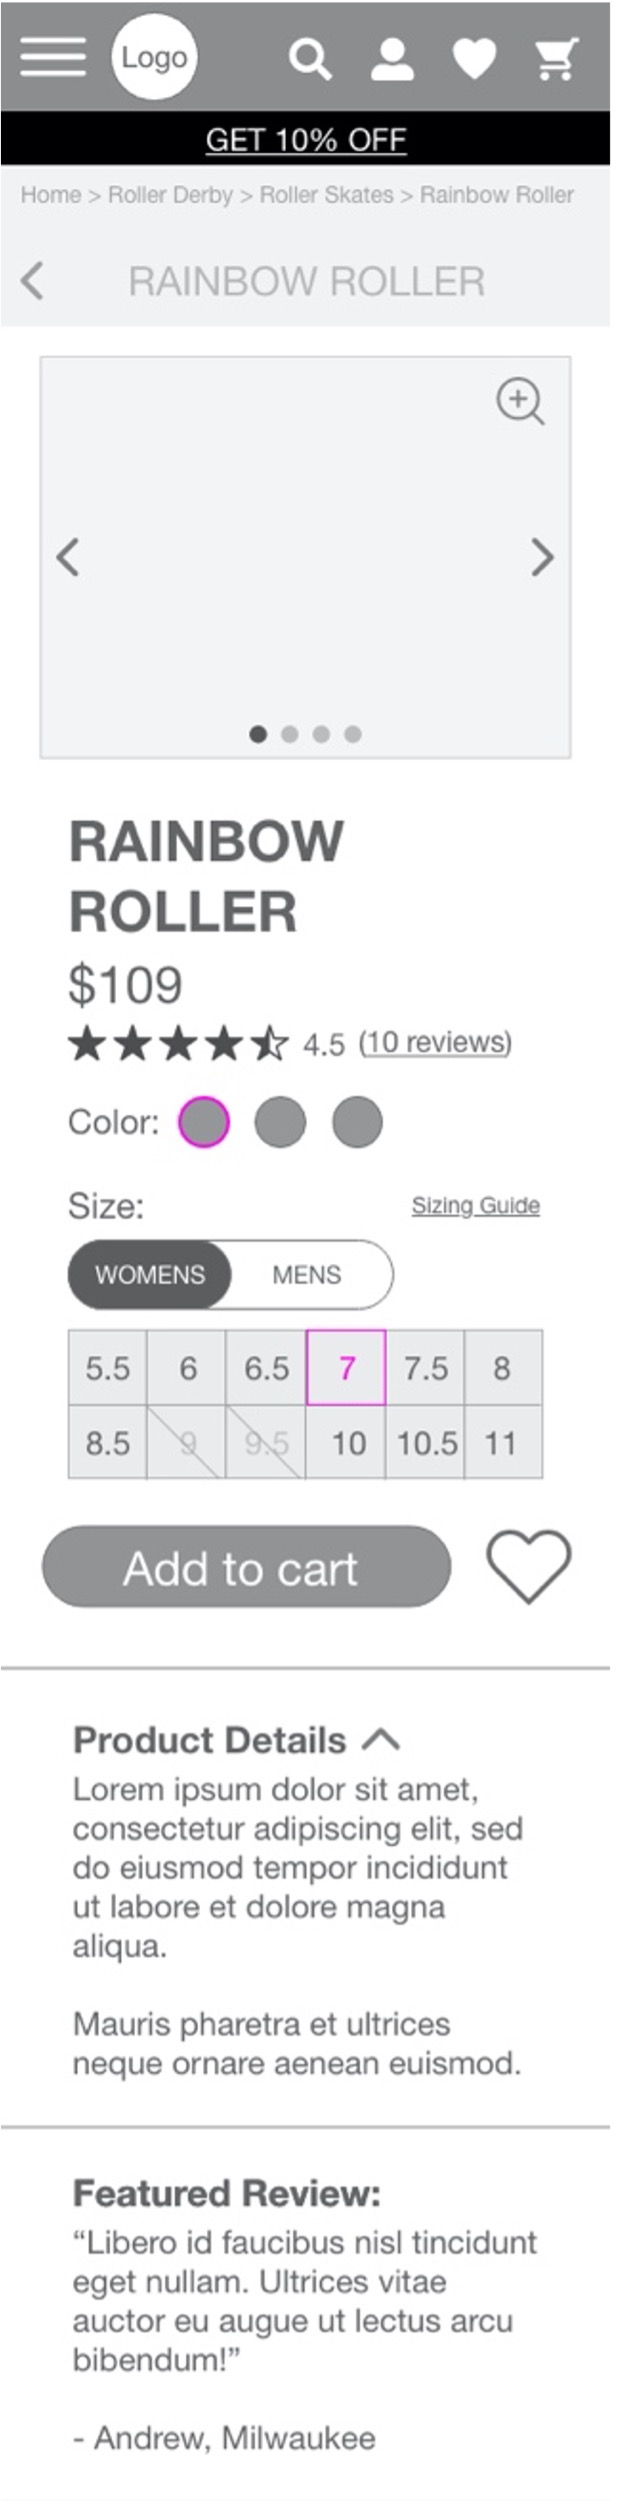 Logo
GET 10% OFF
Home > Roller Derby > Roller Skates > Rainbow Roller
RAINBOW ROLLER
RAINBOW
ROLLER
$109
4.5 (10 reviews)
Color:
Size: Sizing Guide
WOMENS MENS
5.5 6 6.5 7 7.5 8
8.5 9 9.5 10 10.5 11
Add to cart
Product Details
Lorem ipsum dolor sit amet,
consectetur adipiscing elit, sed
do eiusmod tempor incididunt
ut labore et dolore magna
aliqua.
Mauris pharetra et ultrices
neque ornare aenean euismod.
Featured Review:
“Libero id faucibus nisl tincidunt
eget nullam. Ultrices vitae
auctor eu augue ut lectus arcu
bibendum!”
- Andrew, Milwaukee